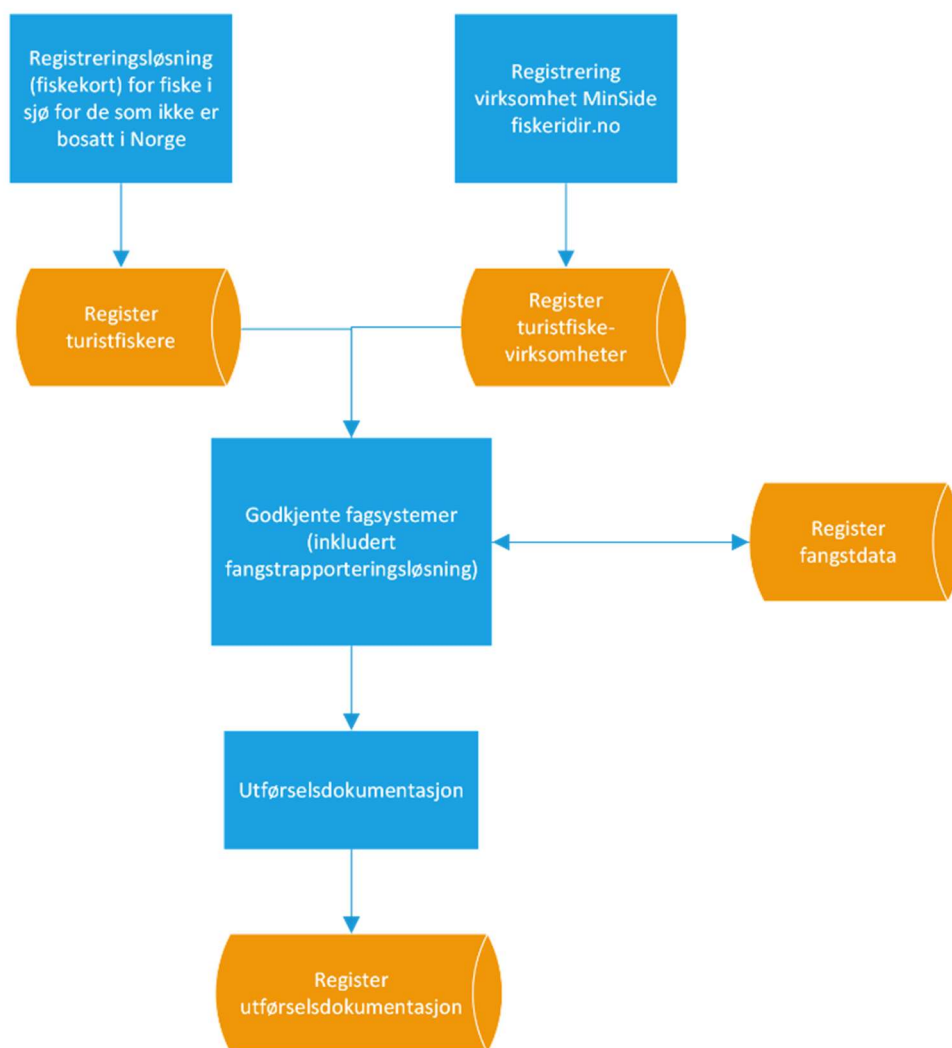 Registreringsløsning
(fiskekort) for fiske i
sjø for de som ikke er
bosatt i Norge
Registrering
virksomhet MinSide
fiskeridir.no
Register
turistfiskere
Register
turistfiske-
virksomheter
Godkjente fagsystemer
(inkludert
fangstrapporteringsløsning)
Register
fangstdata
Utførselsdokumentasjon
Register
utførselsdokumentasjon